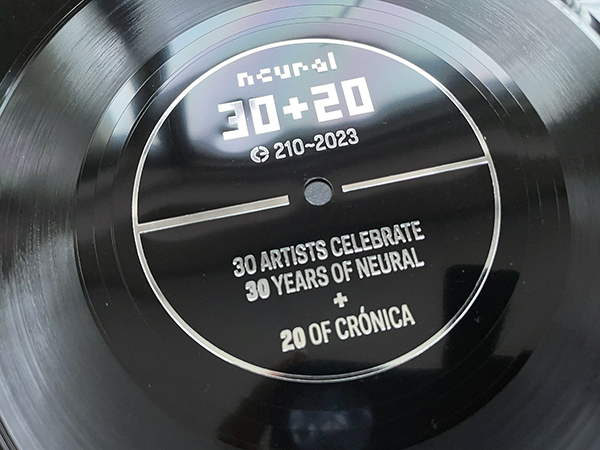 neural
30+20
210~2023
30 ARTISTS CELEBRATE
30 YEARS OF NEURAL
+
20 OF CRÓNICA